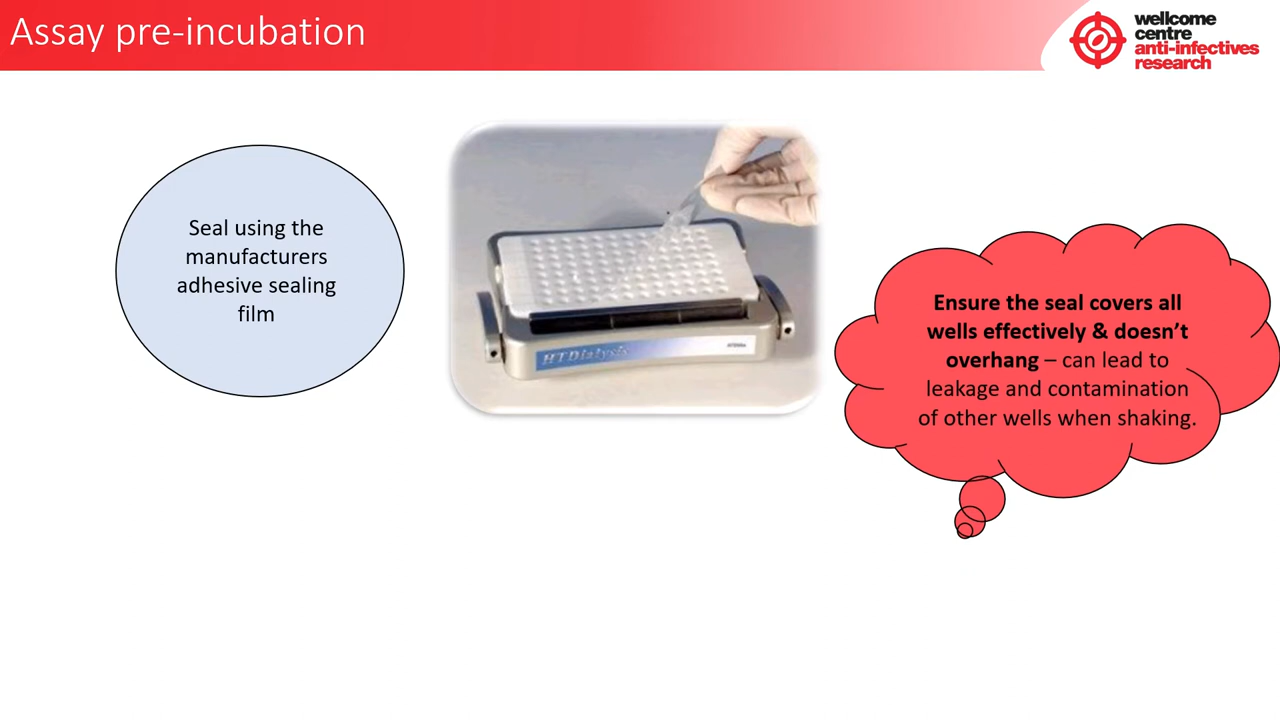 Assay pre-incubation
wellcome
centre
anti-infectives
research
Seal using the
manufacturers
adhesive sealing
film
HTDialysis
Ensure the seal covers all
wells effectively & doesn’t
overhang – can lead to
leakage and contamination
of other wells when shaking.